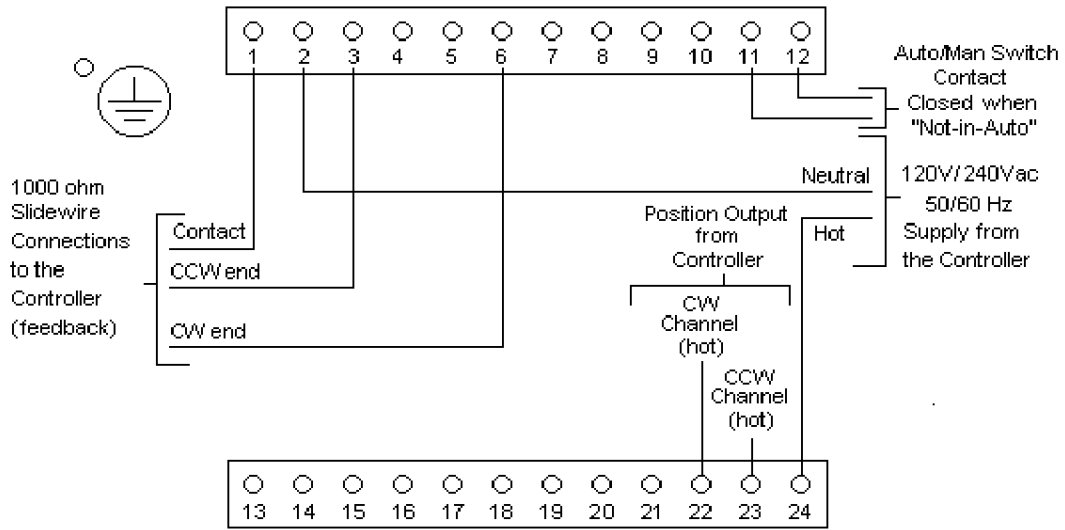 1 2 3 4 5 6 7 8 9 10 11 12
Auto/Man Switch
Contact
Closed when
"Not-in-Auto"
1000 ohm
Slidewire
Connections
to the
Controller
(feedback)
Contact
CCW end
CW end
Neutral
Hot
120V/240Vac
50/60 Hz
Supply from
the Controller
Position Output
from
Controller
CW
Channel
(hot)
CCW
Channel
(hot)
13 14 15 16 17 18 19 20 21 22 23 24